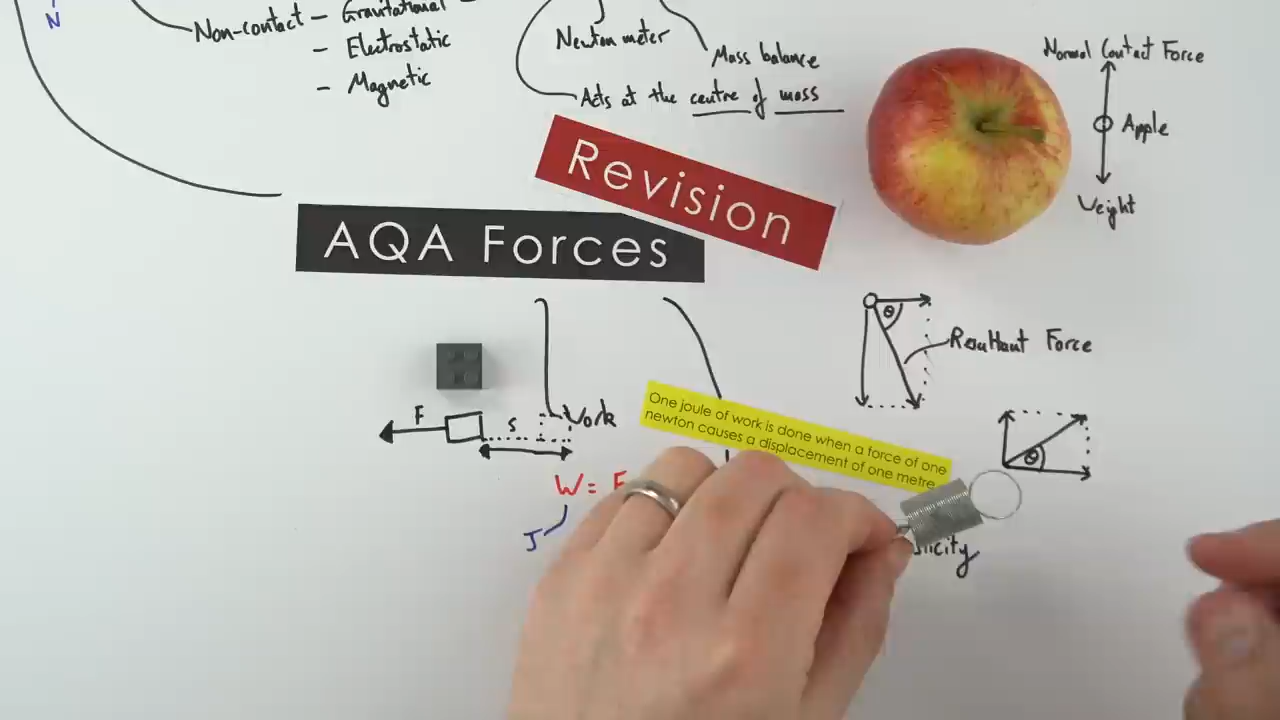 N
Non-contact - Gravitational
- Electrostatic
- Magnetic
Newton meter
Mass balance
Acts at the centre of mass
Normal Contact Force
Apple
Weight
Revision
AQA Forces
θ
Resultant Force
F
S
Work
One joule of work is done when a force of one
newton causes a displacement of one metre
θ
W = F
J